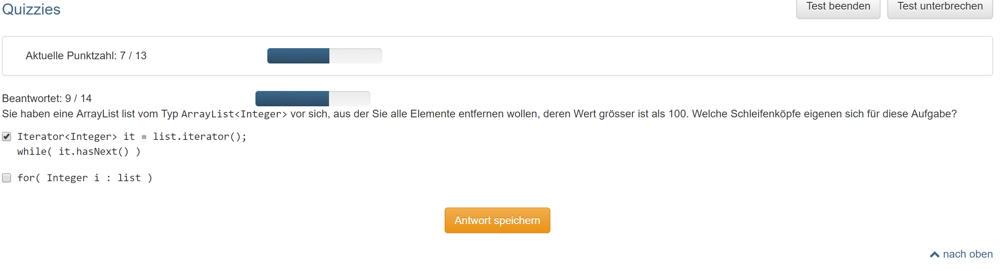 Quizzies
Test beenden
Test unterbrechen
Aktuelle Punktzahl: 7 / 13
Beantwortet: 9 / 14
Sie haben eine ArrayList list vom Typ ArrayList<Integer> vor sich, aus der Sie alle Elemente entfernen wollen, deren Wert grösser ist als 100. Welche Schleifenköpfe eigenen sich für diese Aufgabe?
Iterator<Integer> it = list.iterator();
while( it.hasNext() )
for( Integer i : list )
Antwort speichern
nach oben